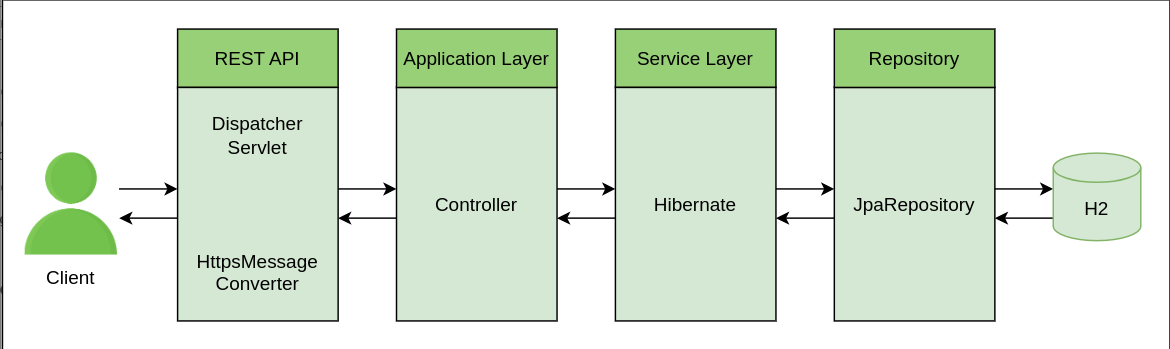 REST API
Application Layer
Service Layer
Repository
Dispatcher
Servlet
HttpsMessage
Converter
Controller
Hibernate
JpaRepository
H2
Client